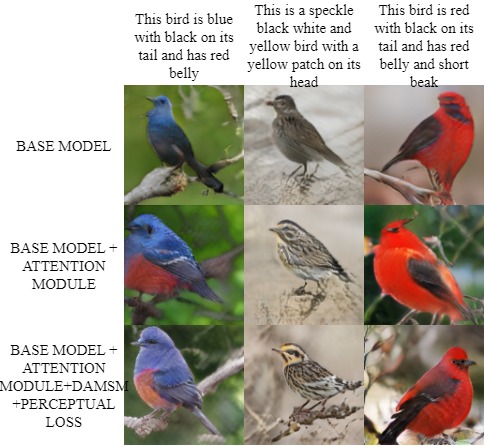 This bird is blue
with black on its
tail and has red
belly
This is a speckle
black white and
yellow bird with a
yellow patch on its
head
This bird is red
with black on its
tail and has red
belly and short
beak
BASE MODEL
BASE MODEL +
ATTENTION
MODULE
BASE MODEL +
ATTENTION
MODULE+DAMSM
+PERCEPTUAL
LOSS